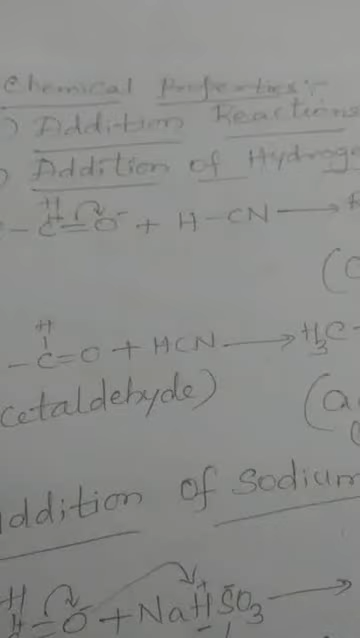 Chemical Properties:-
) Addition Reactions
) Addition of Hydroge
H
- C = O⁻ + H - CN ⟶
(C
H
- C = O + HCN ⟶ H₃C -
cetaldehyde) (a
ddition of Sodium
H
H = O⁻ + NaHSO₃ ⟶